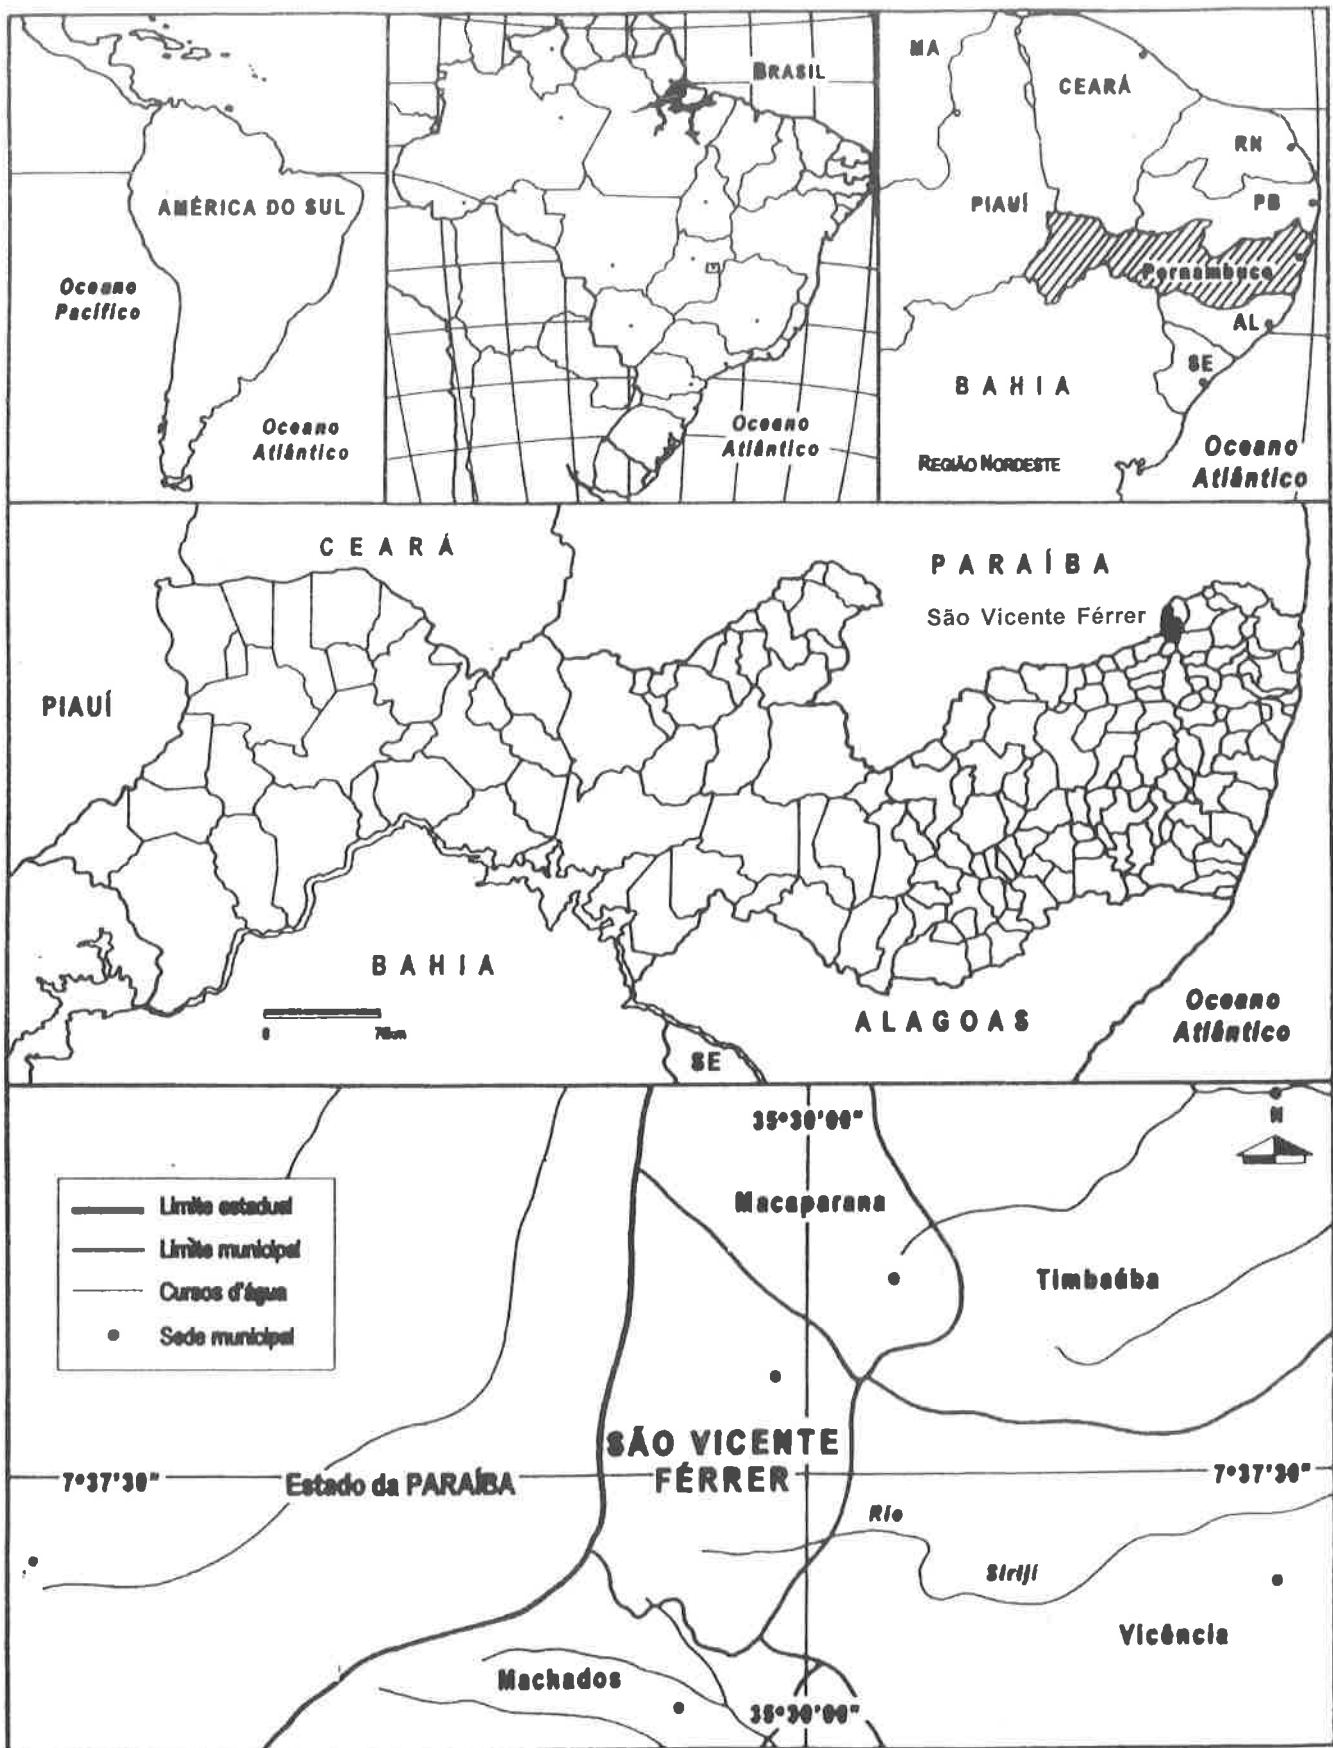 AMÉRICA DO SUL
Oceano
Pacífico
Oceano
Atlântico
BRASIL
Oceano
Atlântico
MA
CEARÁ
RN
PB
PIAUÍ
Pernambuco
AL
SE
BAHIA
REGIÃO NORDESTE
Oceano
Atlântico
CEARÁ
PARAÍBA
São Vicente Férrer
PIAUÍ
BAHIA
0
ALAGOAS
SE
Oceano
Atlântico
35°30'00"
N
Limite estadual
Limite municipal
Cursos d'água
Sede municipal
Macaparana
Timbaúba
SÃO VICENTE
FÉRRER
7°37'30"
Estado da PARAÍBA
7°37'30"
Rio
Siriji
Vicência
Machados
35°30'00"